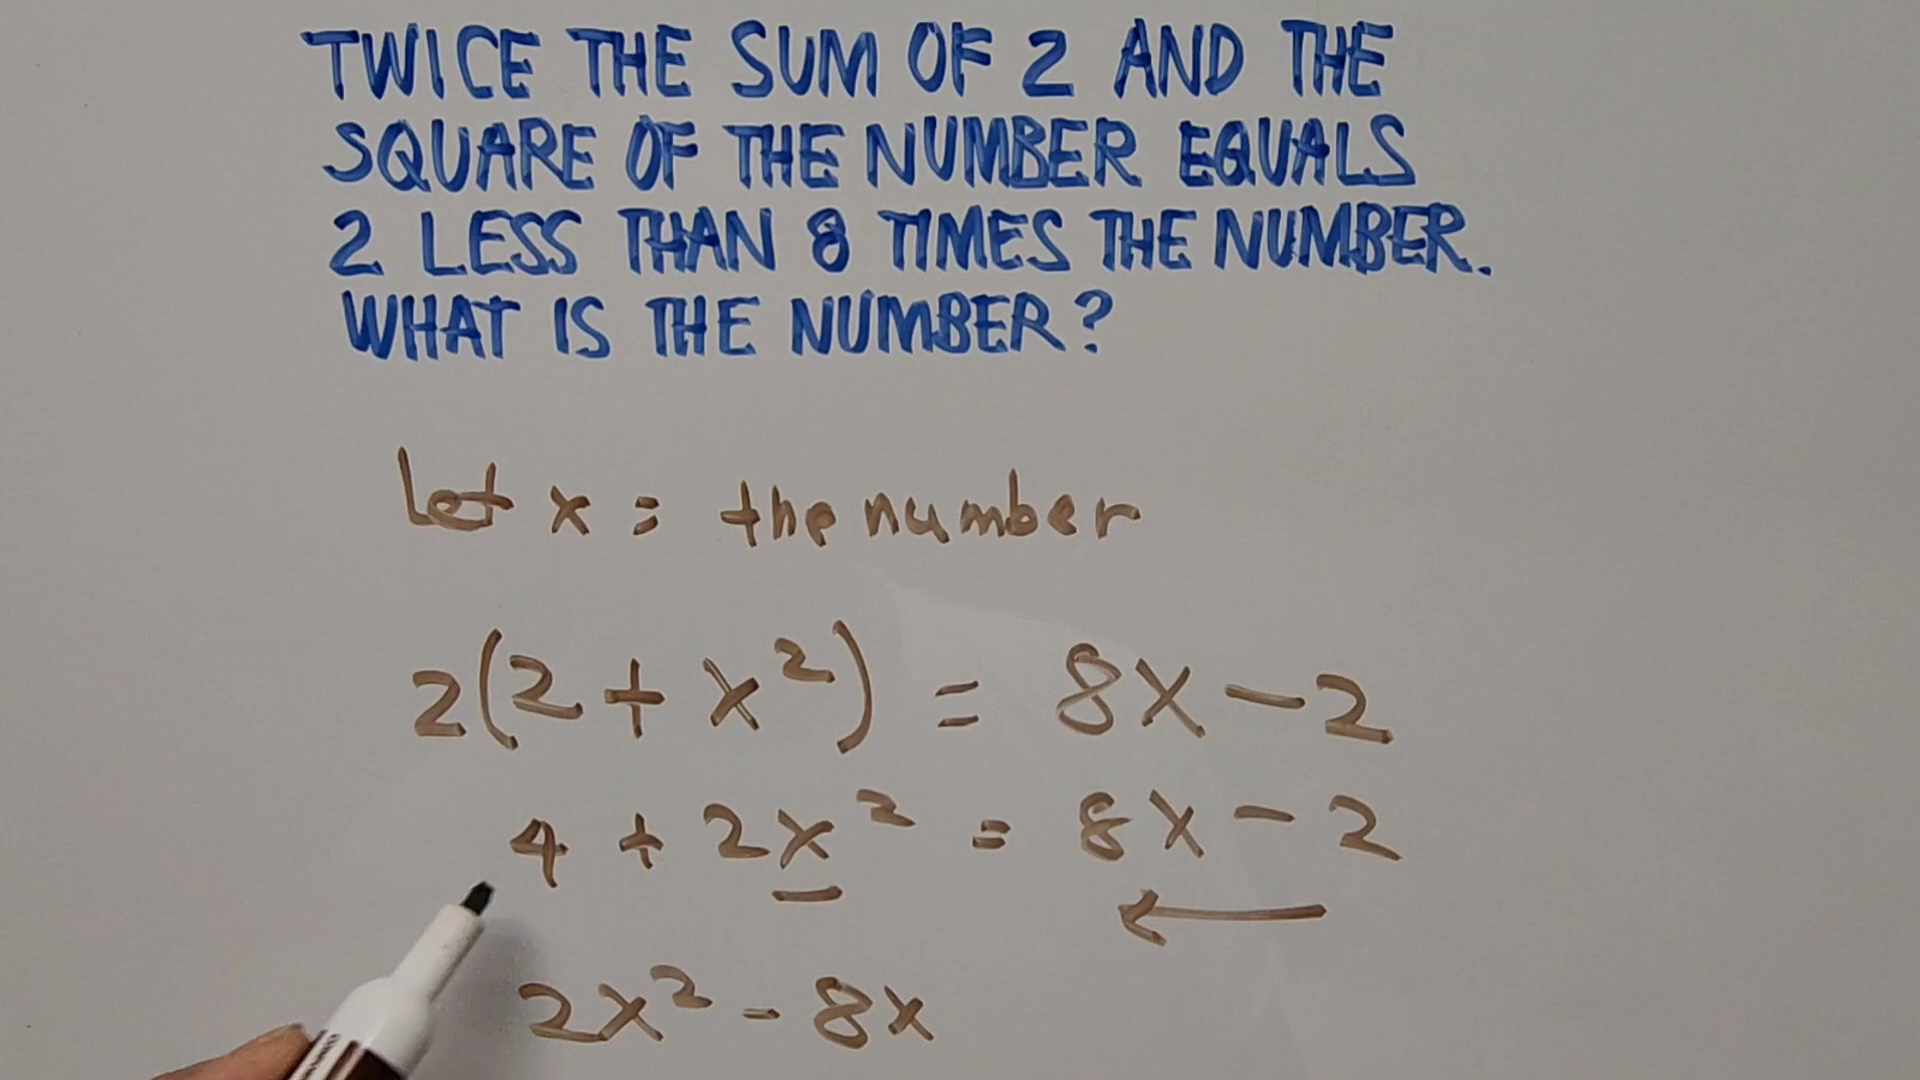 TWICE THE SUM OF 2 AND THE
SQUARE OF THE NUMBER EQUALS
2 LESS THAN 8 TIMES THE NUMBER.
WHAT IS THE NUMBER?
Let x = the number
2(2 + x²) = 8x - 2
4 + 2x² = 8x - 2
2x² - 8x